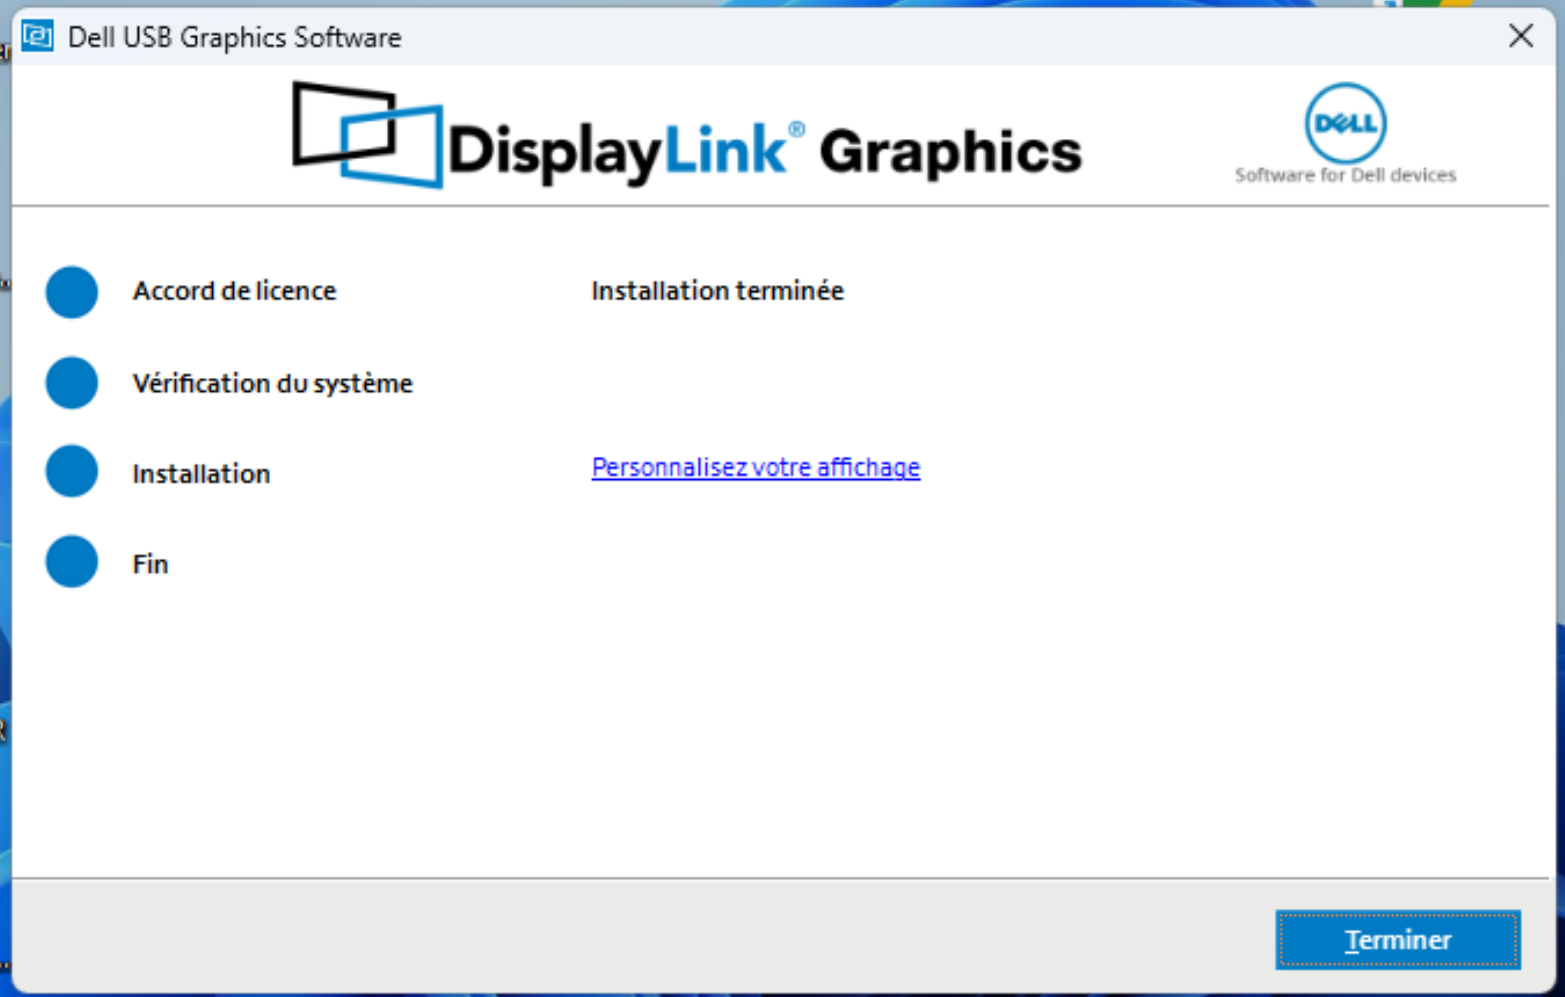 Dell USB Graphics Software
DisplayLink® Graphics
DELL
Software for Dell devices
Accord de licence
Installation terminée
Vérification du système
Installation
Personnalisez votre affichage
Fin
Terminer